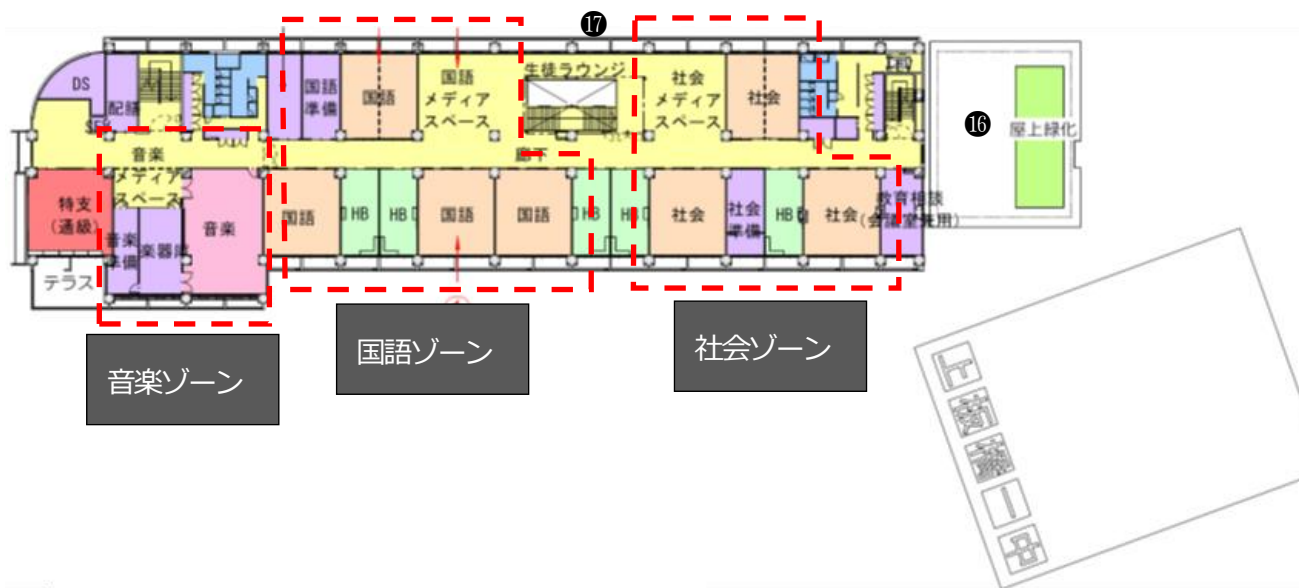 ⓱
DS
配膳
国語
準備
国語
国語
メディア
スペース
生徒ラウンジ
社会
メディア
スペース
社会
⓰
屋上緑化
音楽
メディア
スペース
廊下
特支
(通級)
音楽
準備
楽器庫
音楽
国語
HB
HB
国語
国語
HB
HB
社会
社会
準備
HB
社会
教育相談
(会議室兼用)
テラス
音楽ゾーン
国語ゾーン
社会ゾーン